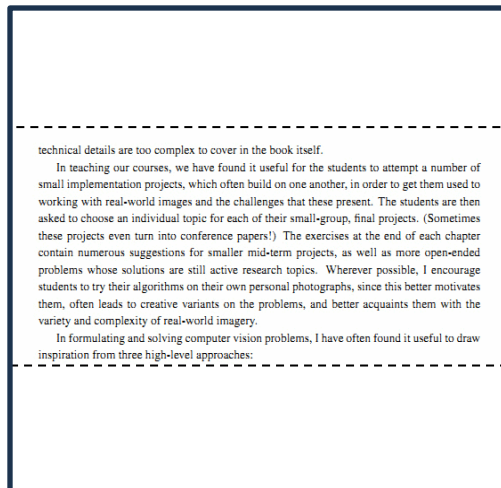 technical details are too complex to cover in the book itself.
In teaching our courses, we have found it useful for the students to attempt a number of
small implementation projects, which often build on one another, in order to get them used to
working with real-world images and the challenges that these present. The students are then
asked to choose an individual topic for each of their small-group, final projects. (Sometimes
these projects even turn into conference papers!) The exercises at the end of each chapter
contain numerous suggestions for smaller mid-term projects, as well as more open-ended
problems whose solutions are still active research topics. Wherever possible, I encourage
students to try their algorithms on their own personal photographs, since this better motivates
them, often leads to creative variants on the problems, and better acquaints them with the
variety and complexity of real-world imagery.
In formulating and solving computer vision problems, I have often found it useful to draw
inspiration from three high-level approaches: